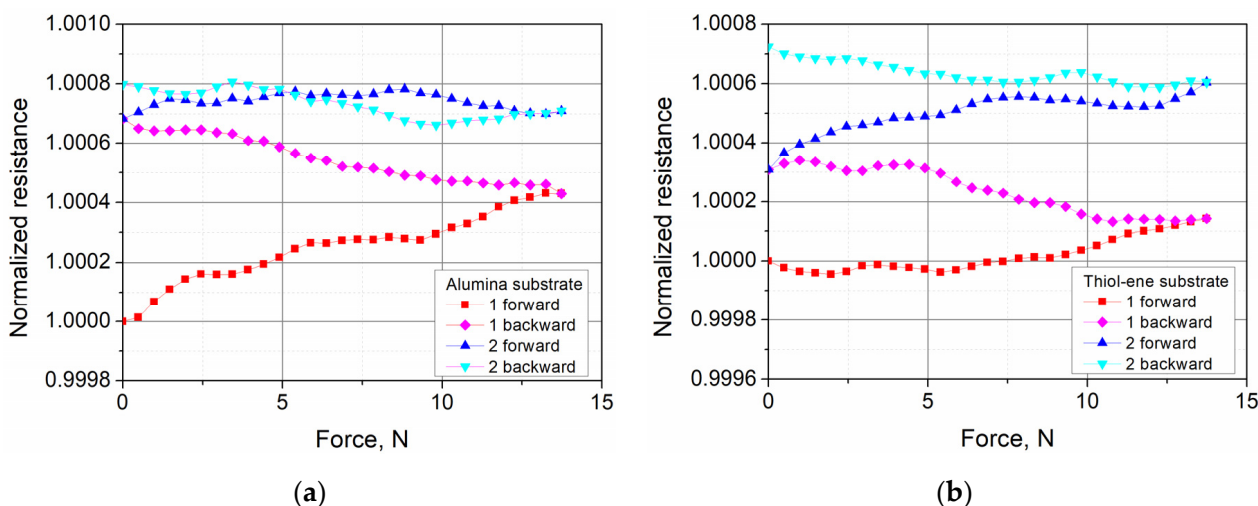 1.0010
1.0008
1.0006
1.0004
1.0002
1.0000
0.9998
Normalized resistance
0 5 10 15
Force, N
Alumina substrate
1 forward
1 backward
2 forward
2 backward
(a)
1.0008
1.0006
1.0004
1.0002
1.0000
0.9998
0.9996
Normalized resistance
0 5 10 15
Force, N
Thiol-ene substrate
1 forward
1 backward
2 forward
2 backward
(b)